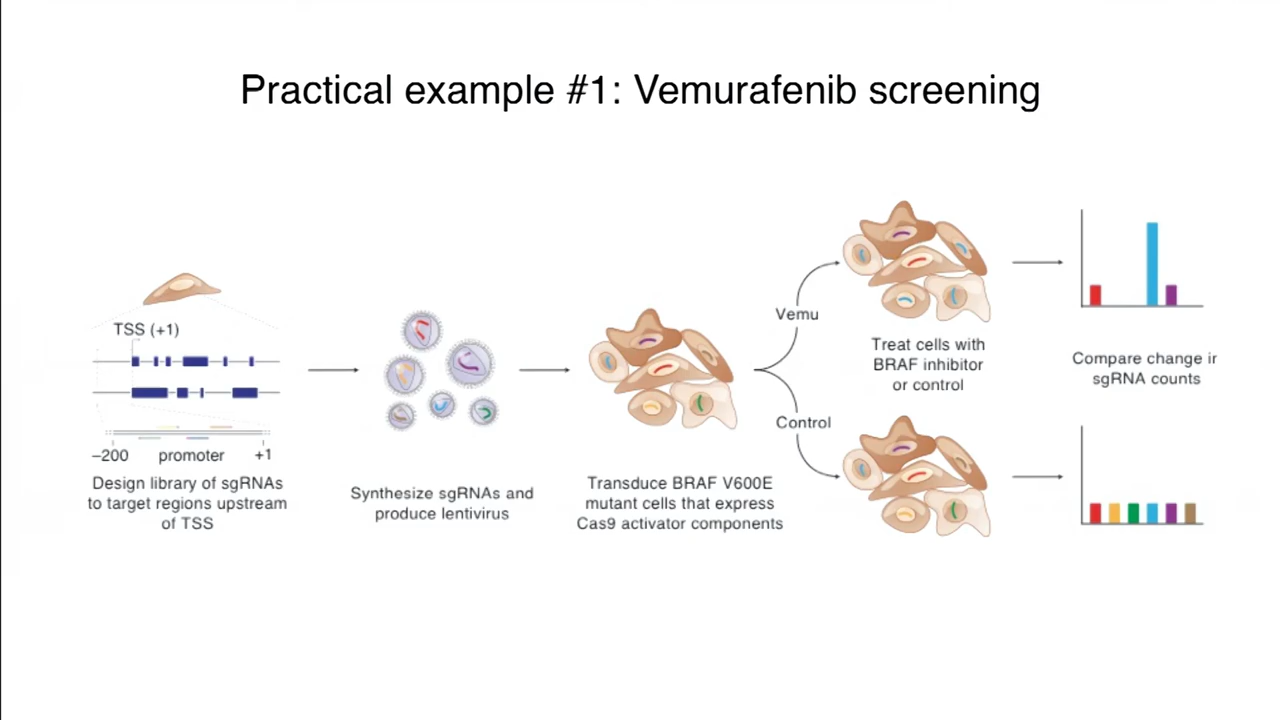 Practical example #1: Vemurafenib screening
TSS (+1)
−200
promoter
+1
Design library of sgRNAs
to target regions upstream
of TSS
Synthesize sgRNAs and
produce lentivirus
Transduce BRAF V600E
mutant cells that express
Cas9 activator components
Vemu
Control
Treat cells with
BRAF inhibitor
or control
Compare change ir
sgRNA counts